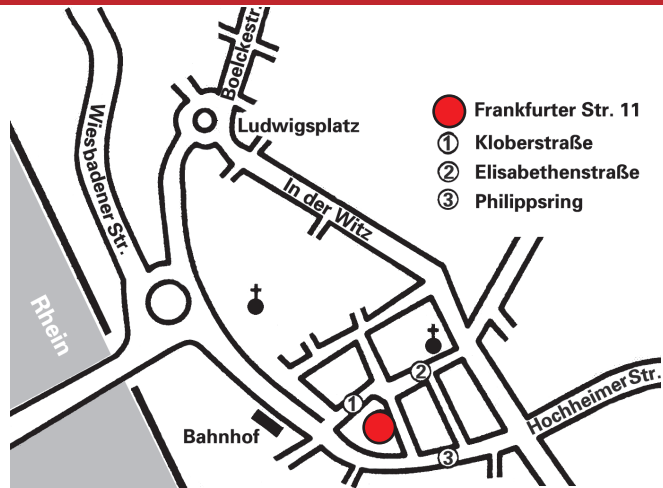 Boelckestr.
Ludwigsplatz
Wiesbadener Str.
In der Witz
Frankfurter Str. 11
1 Kloberstraße
2 Elisabethenstraße
3 Philippsring
Rhein
2
1
Hochheimer Str.
Bahnhof
3